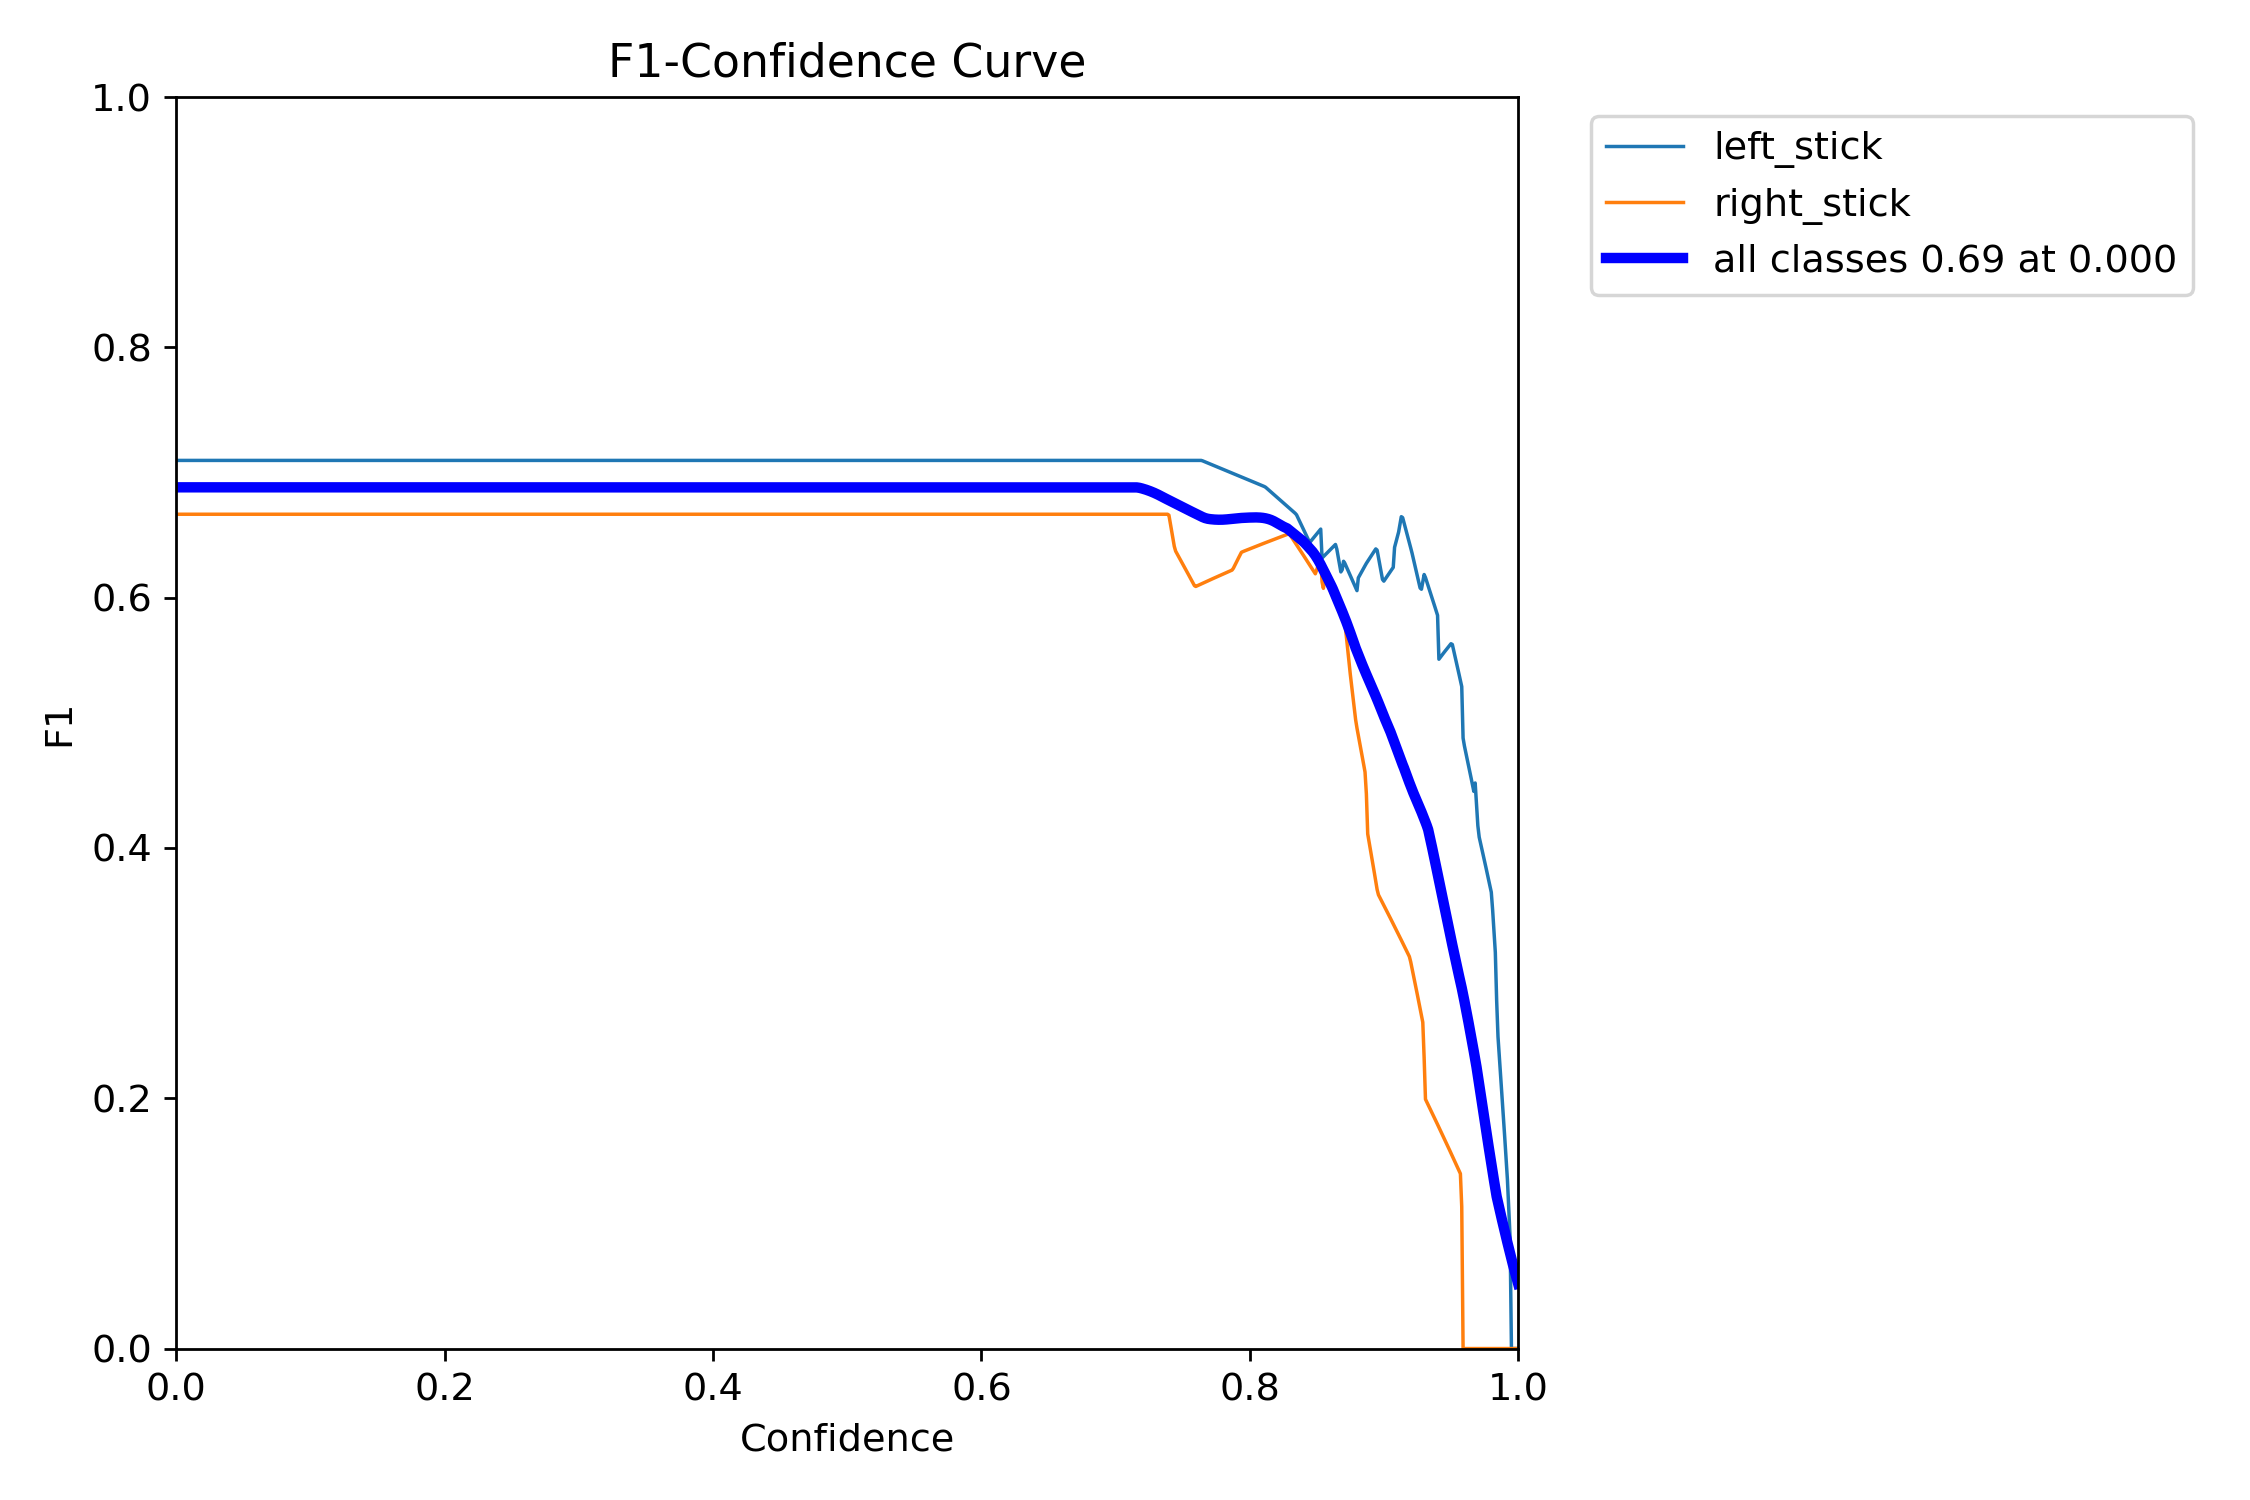 F1-Confidence Curve
1.0
0.8
0.6
0.4
0.2
0.0
F1
0.0 0.2 0.4 0.6 0.8 1.0
Confidence
left_stick
right_stick
all classes 0.69 at 0.000